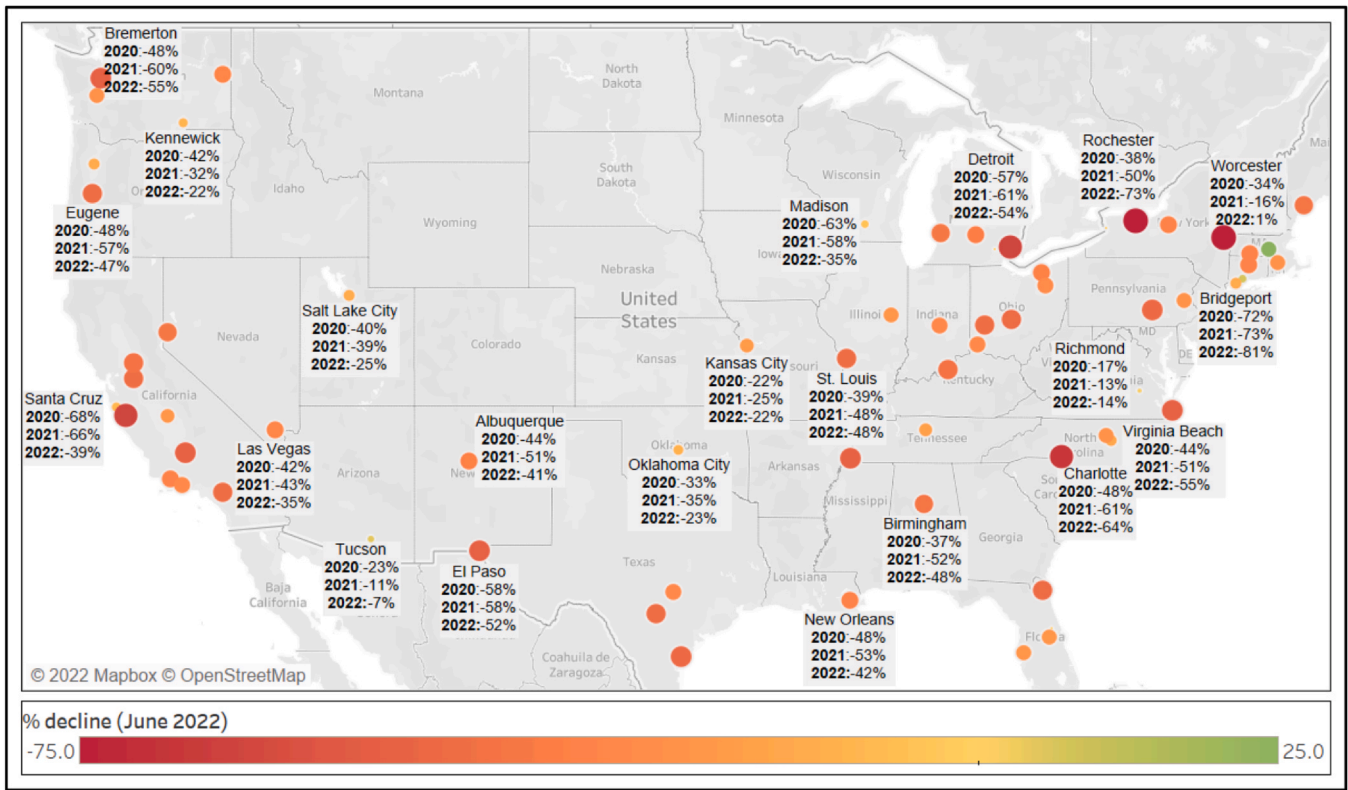 Bremerton
2020:-48%
2021:-60%
2022:-55%
North
Dakota
Montana
Minnesota
Kennewick
2020:-42%
2021:-32%
2022:-22%
Idaho
South
Dakota
Wisconsin
Detroit
2020:-57%
2021:-61%
2022:-54%
Rochester
2020:-38%
2021:-50%
2022:-73%
Worcester
2020:-34%
2021:-16%
2022:1%
Eugene
2020:-48%
2021:-57%
2022:-47%
Wyoming
Madison
2020:-63%
2021:-58%
2022:-35%
Nebraska
Salt Lake City
2020:-40%
2021:-39%
2022:-25%
Nevada
United
States
Illinois
Indiana
Ohio
Pennsylvania
MD
DE
Bridgeport
2020:-72%
2021:-73%
2022:-81%
Colorado
Kansas
Kansas City
2020:-22%
2021:-25%
2022:-22%
St. Louis
2020:-39%
2021:-48%
2022:-48%
Kentucky
Richmond
2020:-17%
2021:-13%
2022:-14%
California
Santa Cruz
2020:-68%
2021:-66%
2022:-39%
Las Vegas
2020:-42%
2021:-43%
2022:-35%
Arizona
Albuquerque
2020:-44%
2021:-51%
2022:-41%
Oklahoma
Oklahoma City
2020:-33%
2021:-35%
2022:-23%
Arkansas
Tennessee
North
Carolina
Virginia Beach
2020:-44%
2021:-51%
2022:-55%
Charlotte
2020:-48%
2021:-61%
2022:-64%
Mississippi
Birmingham
2020:-37%
2021:-52%
2022:-48%
Georgia
Tucson
2020:-23%
2021:-11%
2022:-7%
El Paso
2020:-58%
2021:-58%
2022:-52%
Texas
Louisiana
Baja
California
New Orleans
2020:-48%
2021:-53%
2022:-42%
Florida
Coahuila de
Zaragoza
© 2022 Mapbox © OpenStreetMap
% decline (June 2022)
-75.0
25.0